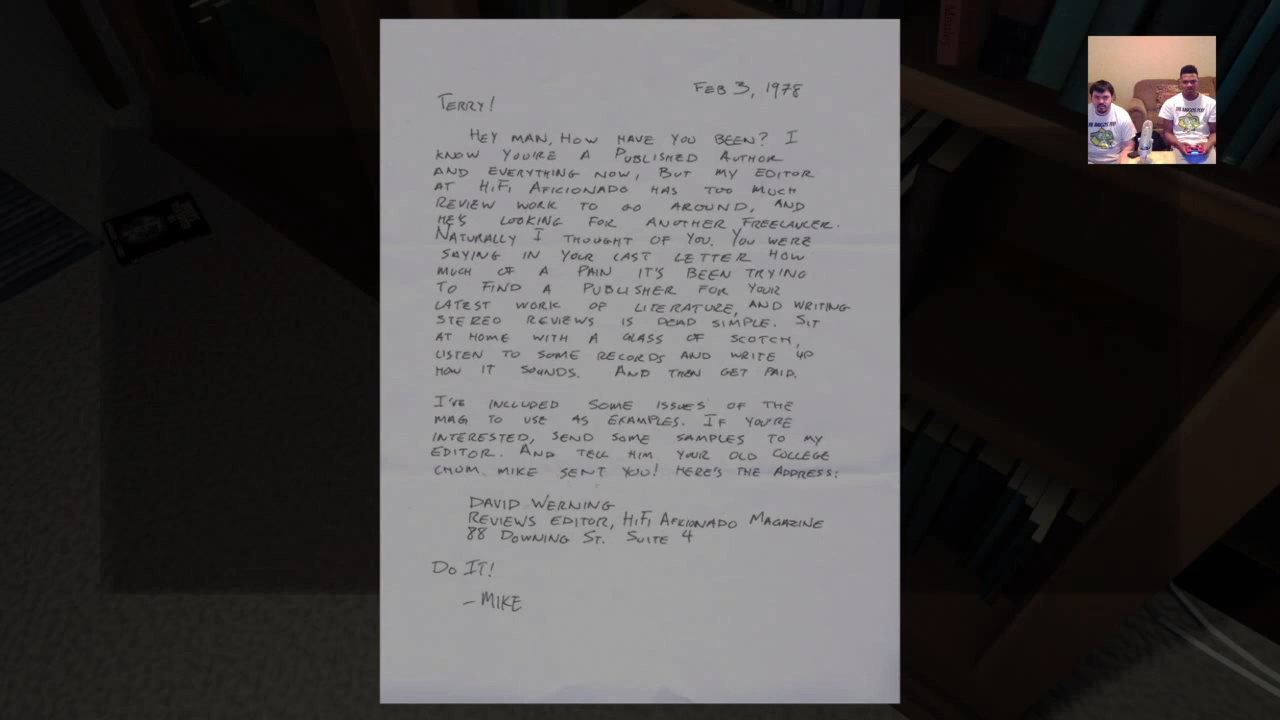 FEB 3, 1978
TERRY!
HEY MAN, HOW HAVE YOU BEEN? I
KNOW YOU'RE A PUBLISHED AUTHOR
AND EVERYTHING NOW, BUT MY EDITOR
AT HIFI AFICIONADO HAS TOO MUCH
REVIEW WORK TO GO AROUND, AND
HE'S LOOKING FOR ANOTHER FREELANCER.
NATURALLY I THOUGHT OF YOU. YOU WERE
SAYING IN YOUR LAST LETTER HOW
MUCH OF A PAIN IT'S BEEN TRYING
TO FIND A PUBLISHER FOR YOUR
LATEST WORK OF LITERATURE, AND WRITING
STEREO REVIEWS IS DEAD SIMPLE. SIT
AT HOME WITH A GLASS OF SCOTCH,
LISTEN TO SOME RECORDS AND WRITE UP
HOW IT SOUNDS. AND THEN GET PAID.
I'VE INCLUDED SOME ISSUES OF THE
MAG TO USE AS EXAMPLES. IF YOU'RE
INTERESTED, SEND SOME SAMPLES TO MY
EDITOR. AND TELL HIM YOUR OLD COLLEGE
CHUM MIKE SENT YOU! HERE'S THE ADDRESS:
DAVID WERNING
REVIEWS EDITOR, HIFI AFICIONADO MAGAZINE
88 DOWNING ST. SUITE 4
DO IT!
- MIKE